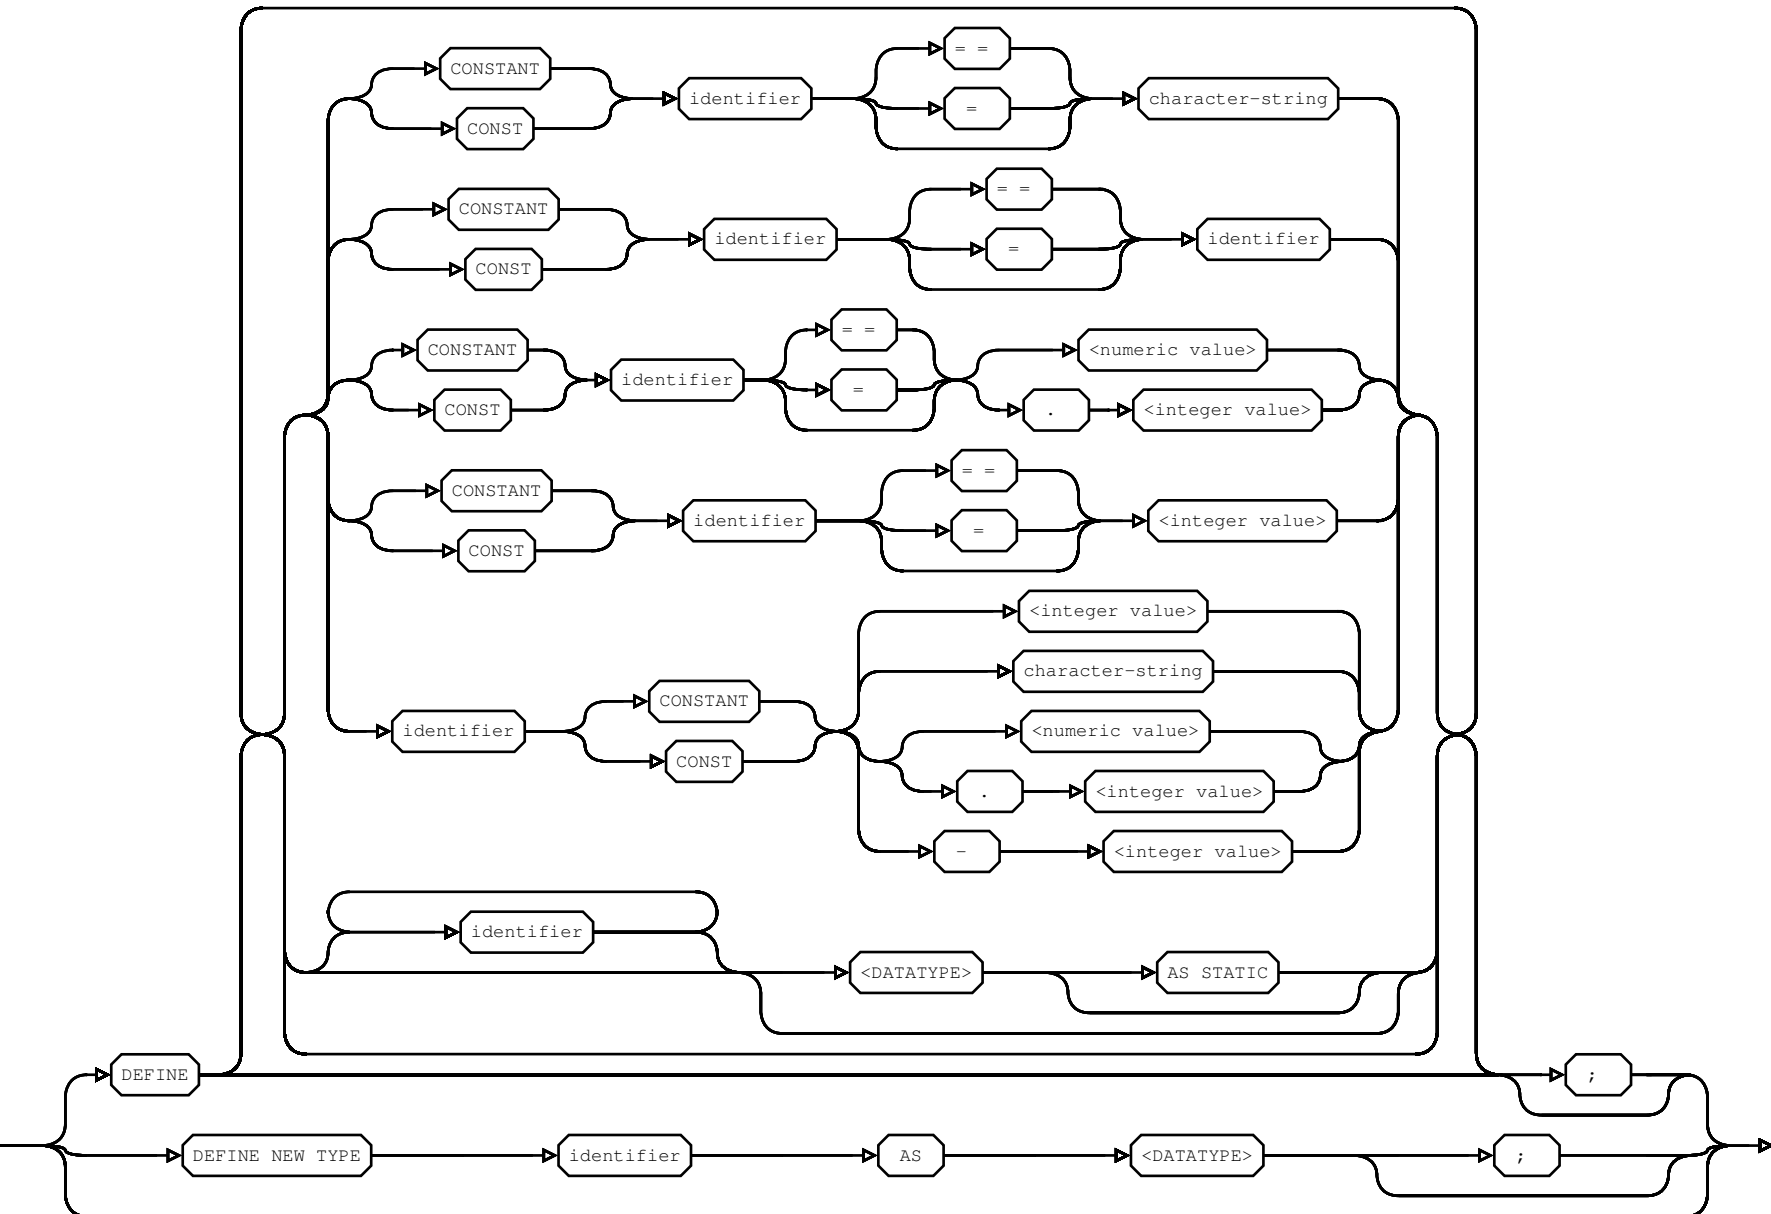 = =
CONSTANT
identifier
character-string
=
CONST
= =
CONSTANT
identifier
identifier
=
CONST
= =
CONSTANT
<numeric value>
identifier
=
CONST
.
<integer value>
= =
CONSTANT
identifier
<integer value>
=
CONST
<integer value>
character-string
CONSTANT
identifier
<numeric value>
CONST
.
<integer value>
-
<integer value>
identifier
<DATATYPE>
AS STATIC
DEFINE
;
DEFINE NEW TYPE
identifier
AS
<DATATYPE>
;